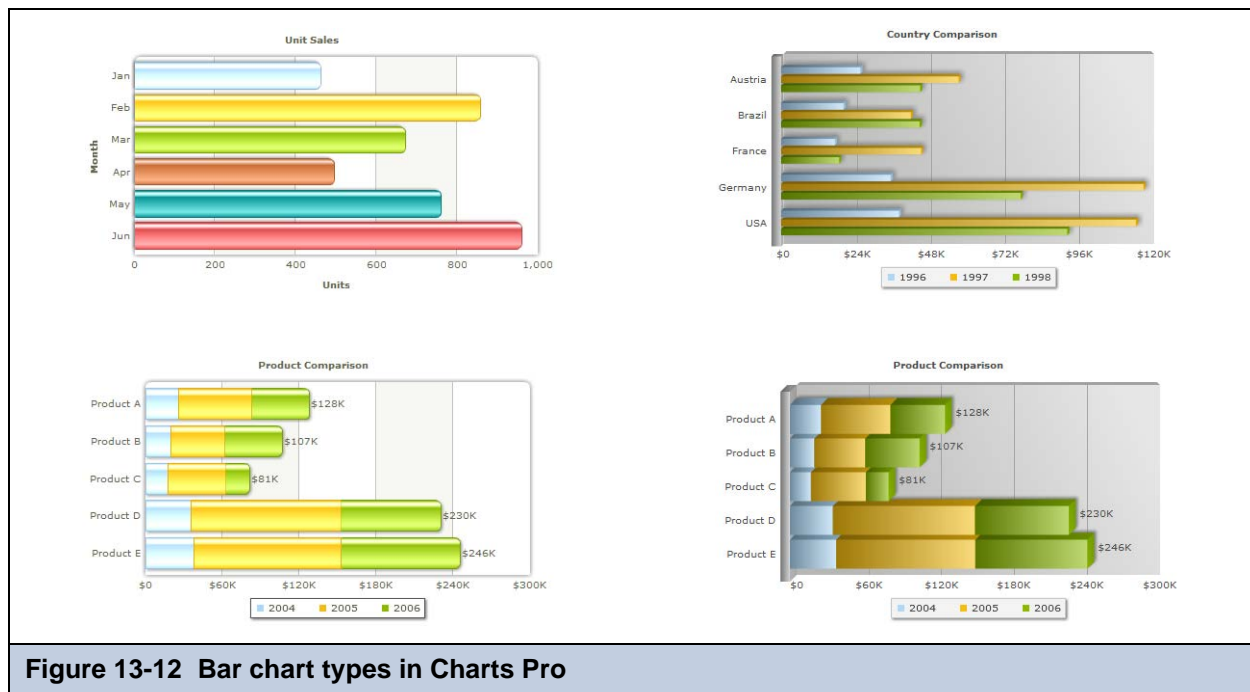 Unit Sales
Month
Jan
Feb
Mar
Apr
May
Jun
0 200 400 600 800 1,000
Units
Country Comparison
Austria
Brazil
France
Germany
USA
$0 $24K $48K $72K $96K $120K
1996 1997 1998
Product Comparison
Product A $128K
Product B $107K
Product C $81K
Product D $230K
Product E $246K
$0 $60K $120K $180K $240K $300K
2004 2005 2006
Product Comparison
Product A $128K
Product B $107K
Product C $81K
Product D $230K
Product E $246K
$0 $60K $120K $180K $240K $300K
2004 2005 2006
Figure 13-12 Bar chart types in Charts Pro